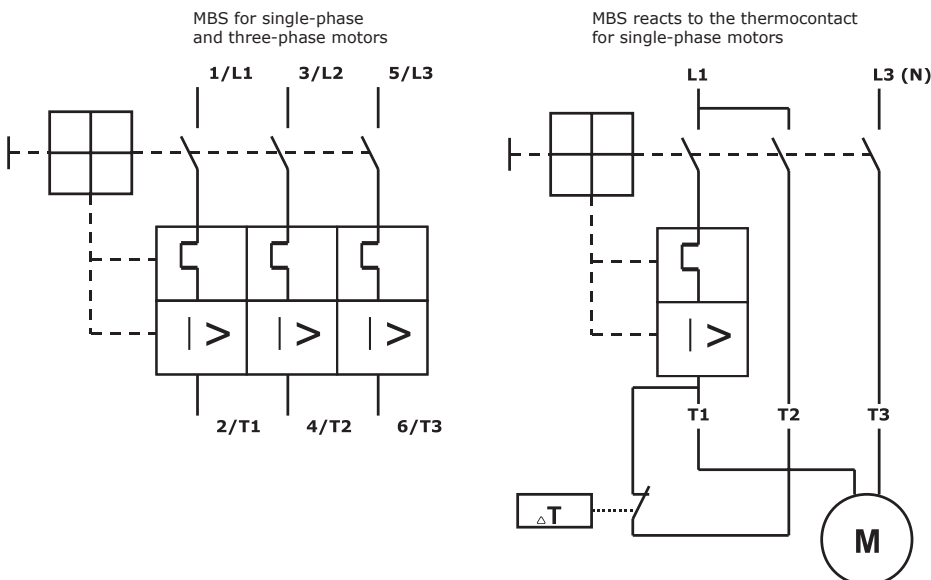 MBS for single-phase
and three-phase motors
1/L1 3/L2 5/L3
| > | > | >
2/T1 4/T2 6/T3
MBS reacts to the thermocontact
for single-phase motors
L1 L3 (N)
| >
T1 T2 T3
△T
M